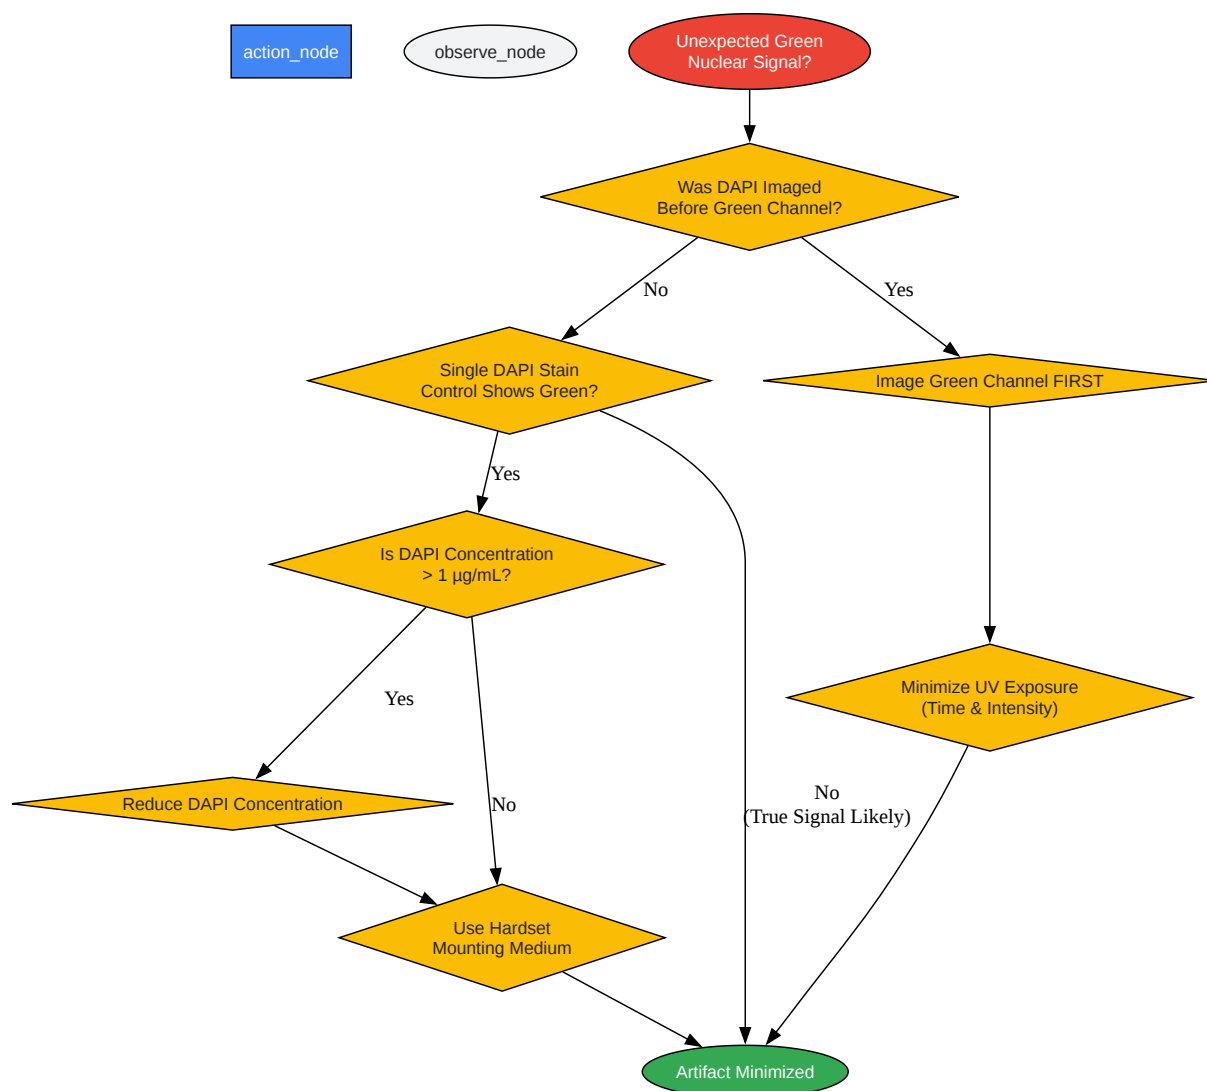 action_node
observe_node
Unexpected Green
Nuclear Signal?
Was DAPI Imaged
Before Green Channel?
No
Yes
Single DAPI Stain
Control Shows Green?
Image Green Channel FIRST
Yes
Is DAPI Concentration
> 1 µg/mL?
Minimize UV Exposure
(Time & Intensity)
Yes
No
(True Signal Likely)
Reduce DAPI Concentration
No
Use Hardset
Mounting Medium
Artifact Minimized